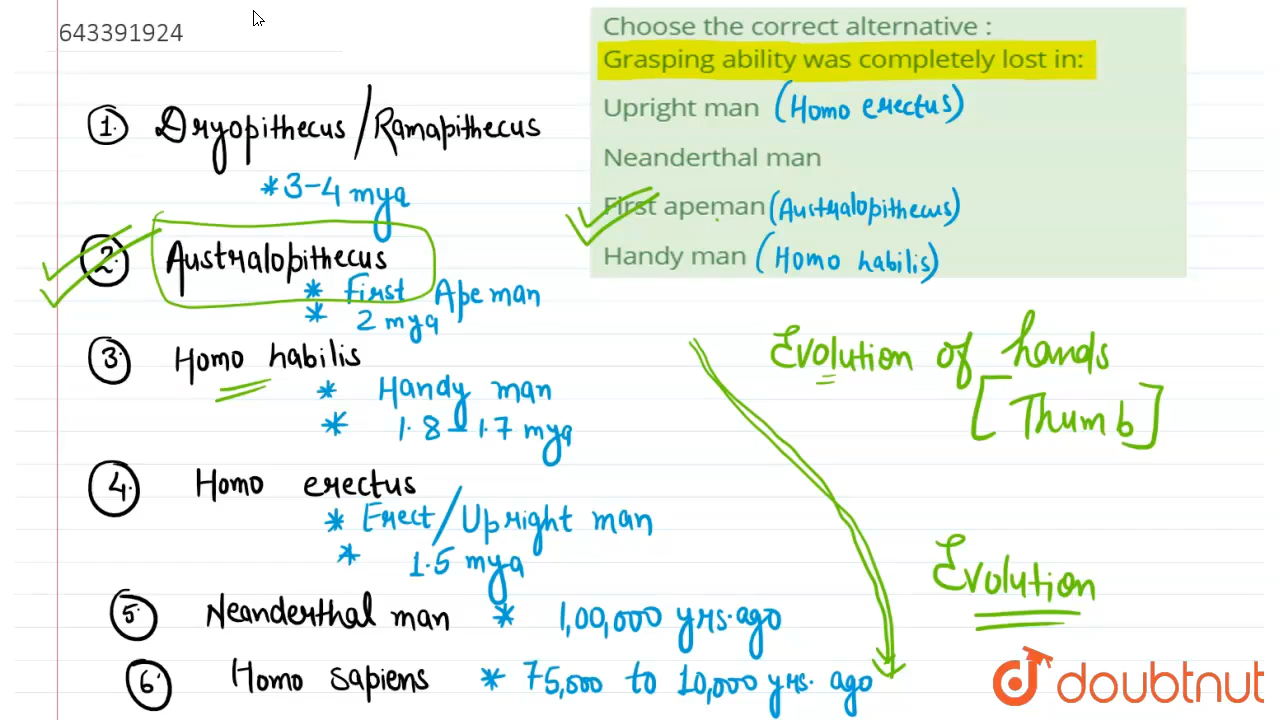 643391924
Choose the correct alternative :
Grasping ability was completely lost in:
Upright man (Homo erectus)
Neanderthal man
First apeman (Australopithecus)
Handy man (Homo habilis)
1. Dryopithecus / Ramapithecus
* 3-4 mya
2. Australopithecus
* First Ape man
* 2 mya
3. Homo habilis
* Handy man
* 1.8 - 1.7 mya
4. Homo erectus
* Erect / Upright man
* 1.5 mya
5. Neanderthal man * 1,00,000 yrs. ago
6. Homo sapiens * 75,000 to 10,000 yrs. ago
Evolution of hands
[Thumb]
Evolution
doubtnut